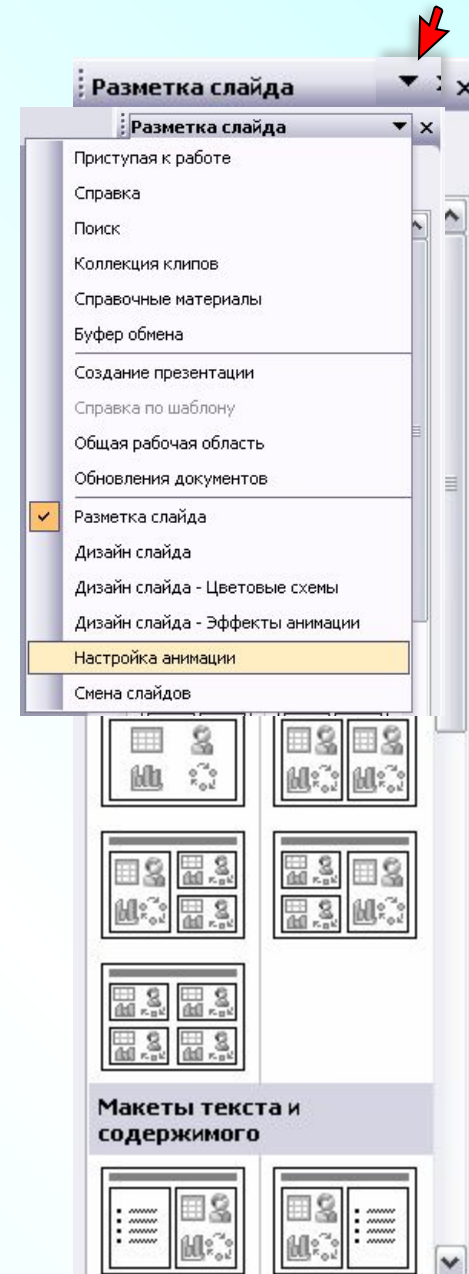 Разметка слайда
Разметка слайда
Приступая к работе
Справка
Поиск
Коллекция клипов
Справочные материалы
Буфер обмена
Создание презентации
Справка по шаблону
Общая рабочая область
Обновления документов
Разметка слайда
Дизайн слайда
Дизайн слайда - Цветовые схемы
Дизайн слайда - Эффекты анимации
Настройка анимации
Смена слайдов
Макеты текста и
содержимого